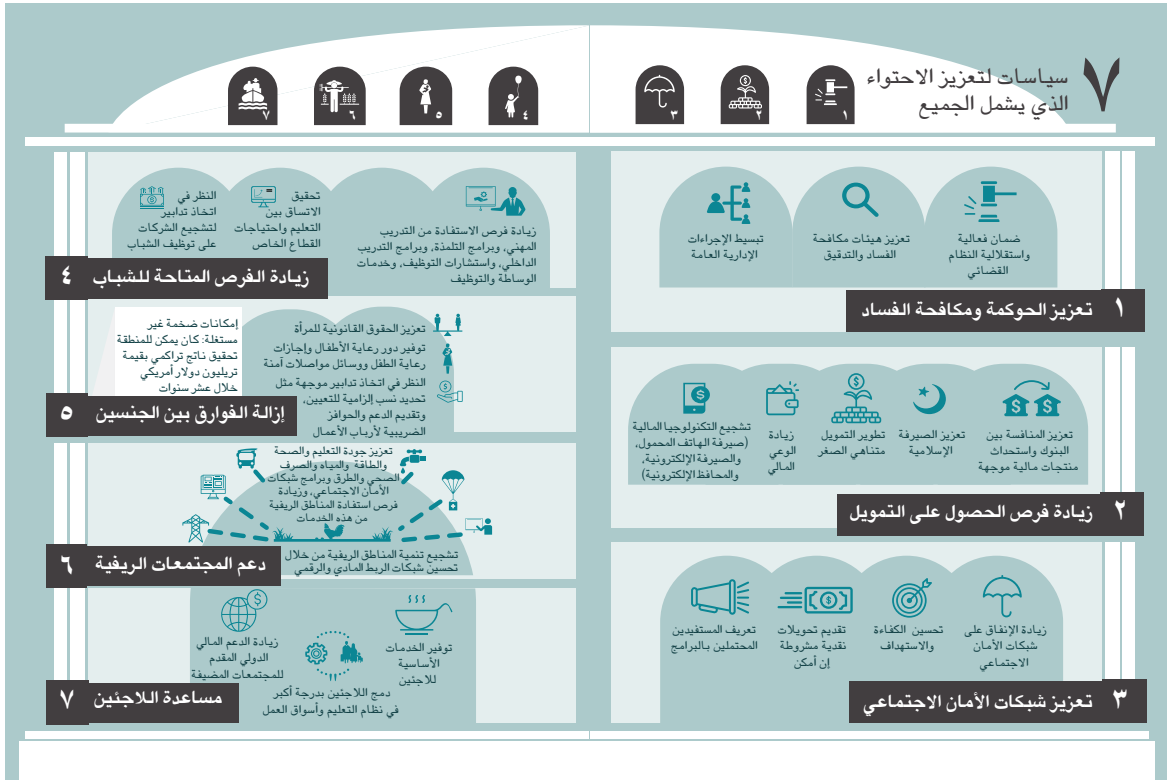 ٧
سياسات لتعزيز الاحتواء
الذي يشمل الجميع
١
٢
٣
٤
٥
٦
٧
ضمان فعالية
واستقلالية النظام
القضائي
تعزيز هيئات مكافحة
الفساد والتدقيق
تبسيط الإجراءات
الإدارية العامة
١ تعزيز الحوكمة ومكافحة الفساد
تعزيز المنافسة بين
البنوك واستحداث
منتجات مالية موجهة
تعزيز الصيرفة
الإسلامية
تطوير التمويل
متناهي الصغر
زيادة
الوعي
المالي
تشجيع التكنولوجيا المالية
(صيرفة الهاتف المحمول،
والصيرفة الإلكترونية،
والمحافظ الإلكترونية)
٢ زيادة فرص الحصول على التمويل
زيادة الإنفاق على
شبكات الأمان
الاجتماعي
تحسين الكفاءة
والاستهداف
تقديم تحويلات
نقدية مشروطة
إن أمكن
تعريف المستفيدين
المحتملين بالبرامج
٣ تعزيز شبكات الأمان الاجتماعي
زيادة فرص الاستفادة من التدريب
المهني، وبرامج التلمذة، وبرامج التدريب
الداخلي، واستشارات التوظيف، وخدمات
الوساطة والتوظيف
تحقيق
الاتساق بين
التعليم واحتياجات
القطاع الخاص
النظر في
اتخاذ تدابير
لتشجيع الشركات
على توظيف الشباب
٤ زيادة الفرص المتاحة للشباب
تعزيز الحقوق القانونية للمرأة
توفير دور رعاية الأطفال وإجازات
رعاية الطفل ووسائل مواصلات آمنة
النظر في اتخاذ تدابير موجهة مثل
تحديد نسب إلزامية للتعيين،
وتقديم الدعم والحوافز
الضريبية لأرباب الأعمال
إمكانات ضخمة غير
مستغلة: كان يمكن للمنطقة
تحقيق ناتج تراكمي بقيمة
تريليون دولار أمريكي
خلال عشر سنوات
٥ إزالة الفوارق بين الجنسين
تعزيز جودة التعليم والصحة
والطاقة والمياه والصرف
الصحي والطرق وبرامج شبكات
الأمان الاجتماعي، وزيادة
فرص استفادة المناطق الريفية
من هذه الخدمات
تشجيع تنمية المناطق الريفية من خلال
تحسين شبكات الربط المادي والرقمي
٦ دعم المجتمعات الريفية
توفير الخدمات
الأساسية
للاجئين
دمج اللاجئين بدرجة أكبر
في نظام التعليم وأسواق العمل
زيادة الدعم المالي
الدولي المقدم
للمجتمعات المضيفة
٧ مساعدة اللاجئين